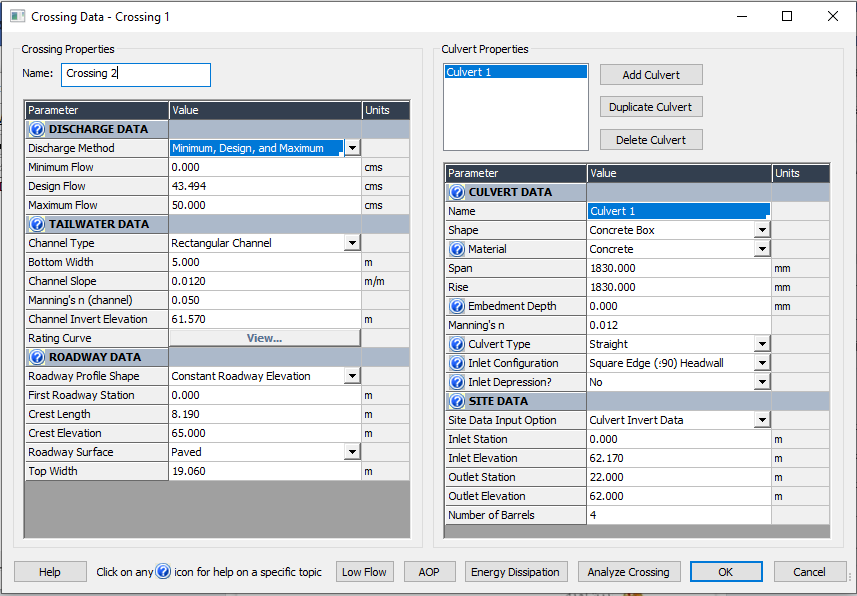 Crossing Data - Crossing 1
Crossing Properties
Name: Crossing 2
Parameter Value Units
DISCHARGE DATA
Discharge Method Minimum, Design, and Maximum
Minimum Flow 0.000 cms
Design Flow 43.494 cms
Maximum Flow 50.000 cms
TAILWATER DATA
Channel Type Rectangular Channel
Bottom Width 5.000 m
Channel Slope 0.0120 m/m
Manning's n (channel) 0.050
Channel Invert Elevation 61.570 m
Rating Curve View...
ROADWAY DATA
Roadway Profile Shape Constant Roadway Elevation
First Roadway Station 0.000 m
Crest Length 8.190 m
Crest Elevation 65.000 m
Roadway Surface Paved
Top Width 19.060 m
Culvert Properties
Culvert 1
Add Culvert
Duplicate Culvert
Delete Culvert
Parameter Value Units
CULVERT DATA
Name Culvert 1
Shape Concrete Box
Material Concrete
Span 1830.000 mm
Rise 1830.000 mm
Embedment Depth 0.000 mm
Manning's n 0.012
Culvert Type Straight
Inlet Configuration Square Edge (:90) Headwall
Inlet Depression? No
SITE DATA
Site Data Input Option Culvert Invert Data
Inlet Station 0.000 m
Inlet Elevation 62.170 m
Outlet Station 22.000 m
Outlet Elevation 62.000 m
Number of Barrels 4
Help Click on any ? icon for help on a specific topic Low Flow AOP Energy Dissipation Analyze Crossing OK Cancel